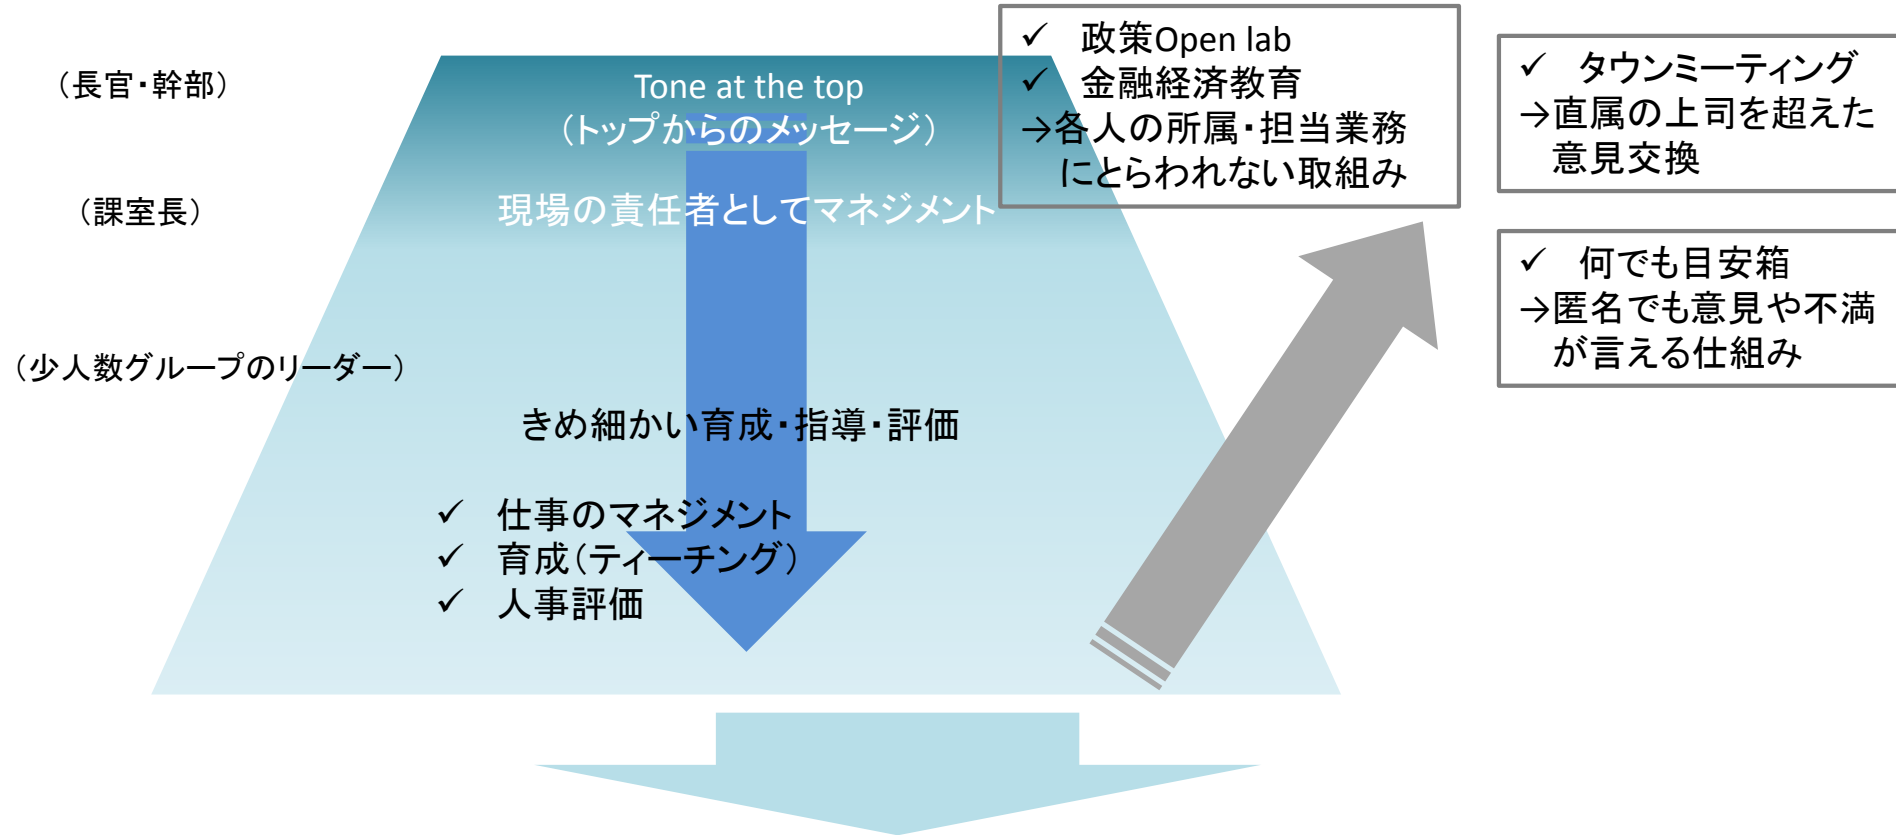 （長官・幹部）
Tone at the top
（トップからのメッセージ）
（課室長）
現場の責任者としてマネジメント
（少人数グループのリーダー）
きめ細かい育成・指導・評価
✓ 仕事のマネジメント
✓ 育成（ティーチング）
✓ 人事評価
✓ 政策Open lab
✓ 金融経済教育
→各人の所属・担当業務
にとらわれない取組み
✓ タウンミーティング
→直属の上司を超えた
意見交換
✓ 何でも目安箱
→匿名でも意見や不満
が言える仕組み